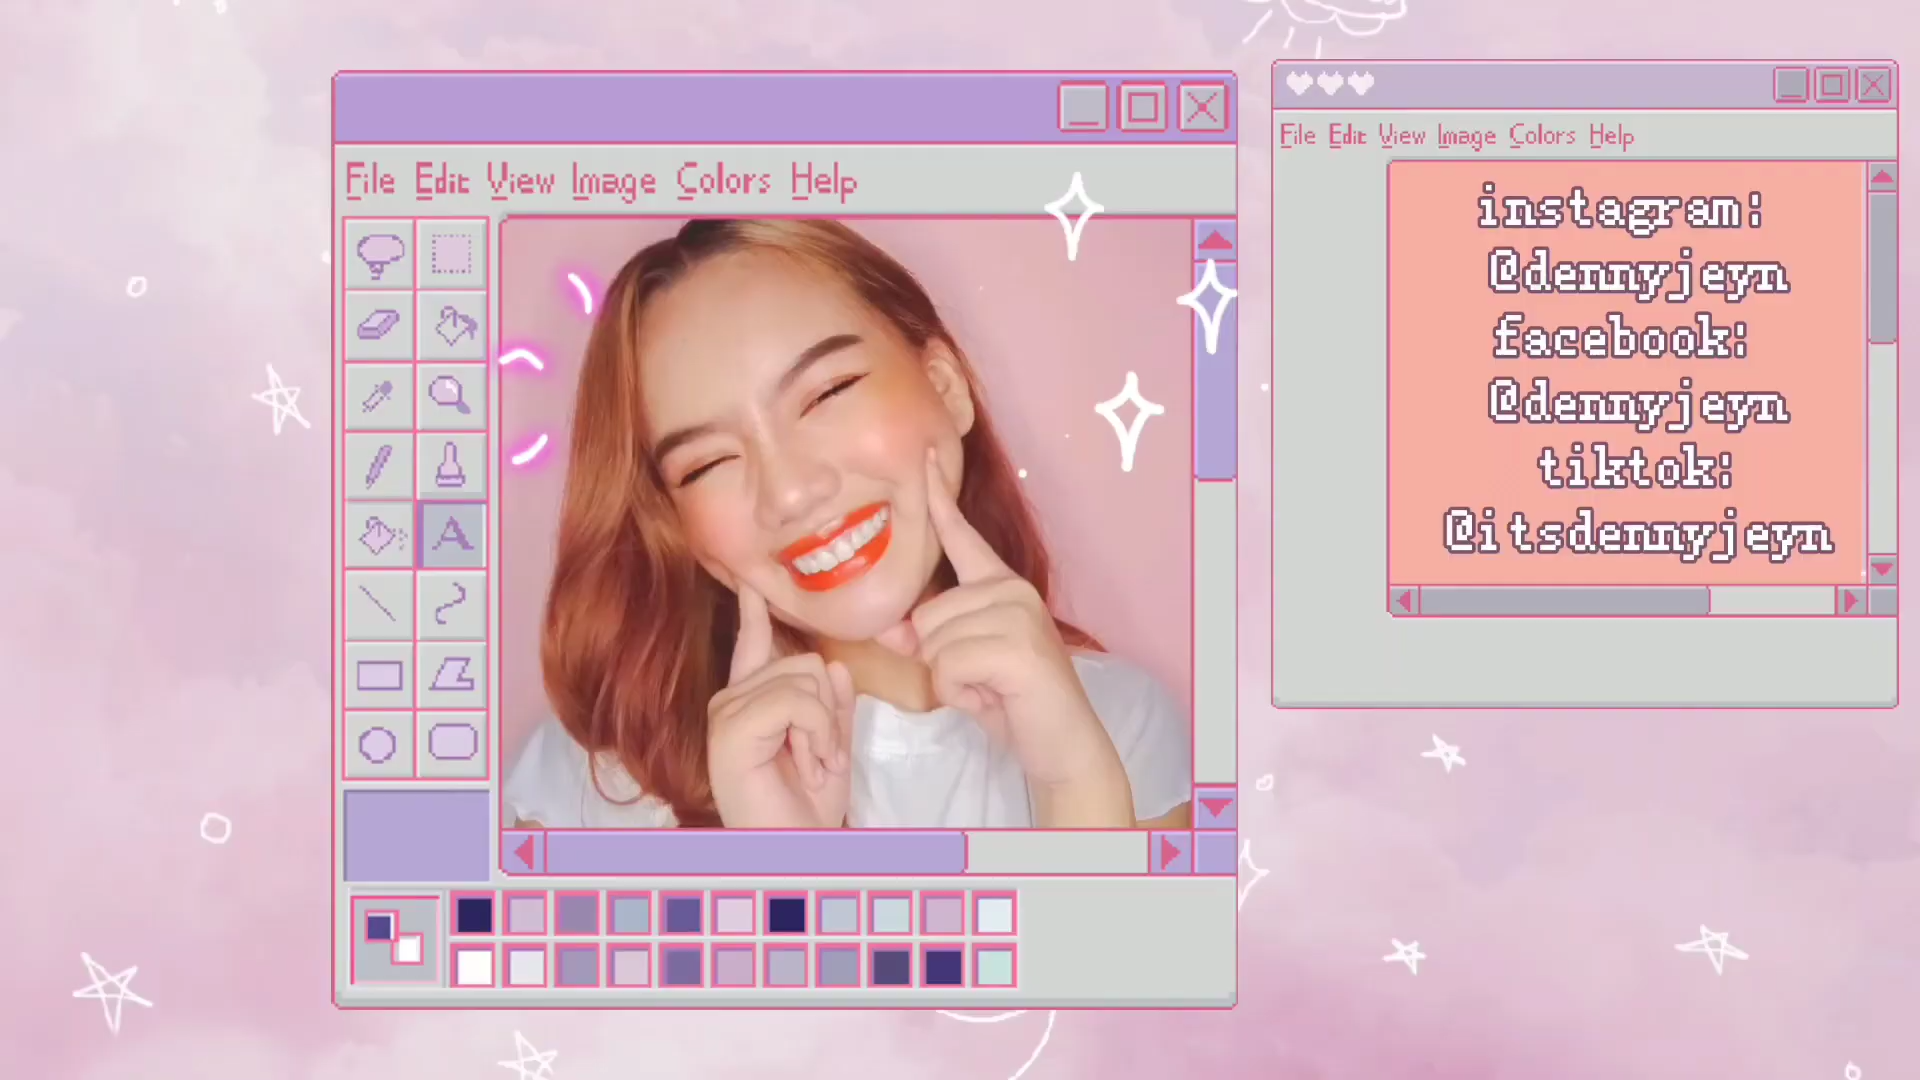 File Edit View Image Colors Help
A
File Edit View Image Colors Help
instagram:
@dennyjeyn
facebook:
@dennyjeyn
tiktok:
@itsdennyjeyn